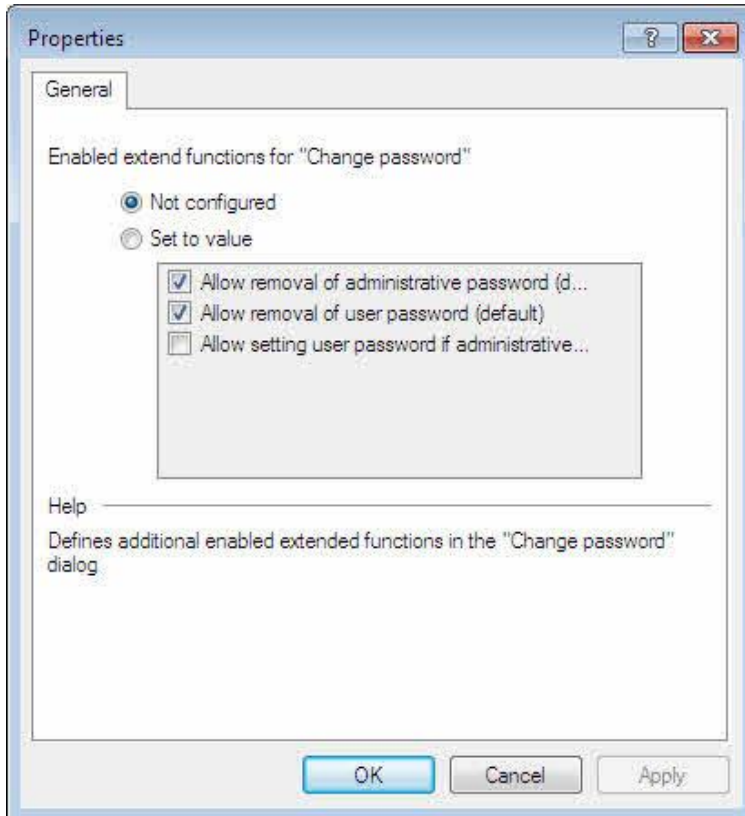 Properties
General
Enabled extend functions for "Change password"
Not configured
Set to value
Allow removal of administrative password (d...
Allow removal of user password (default)
Allow setting user password if administrative...
Help
Defines additional enabled extended functions in the "Change password"
dialog
OK
Cancel
Apply